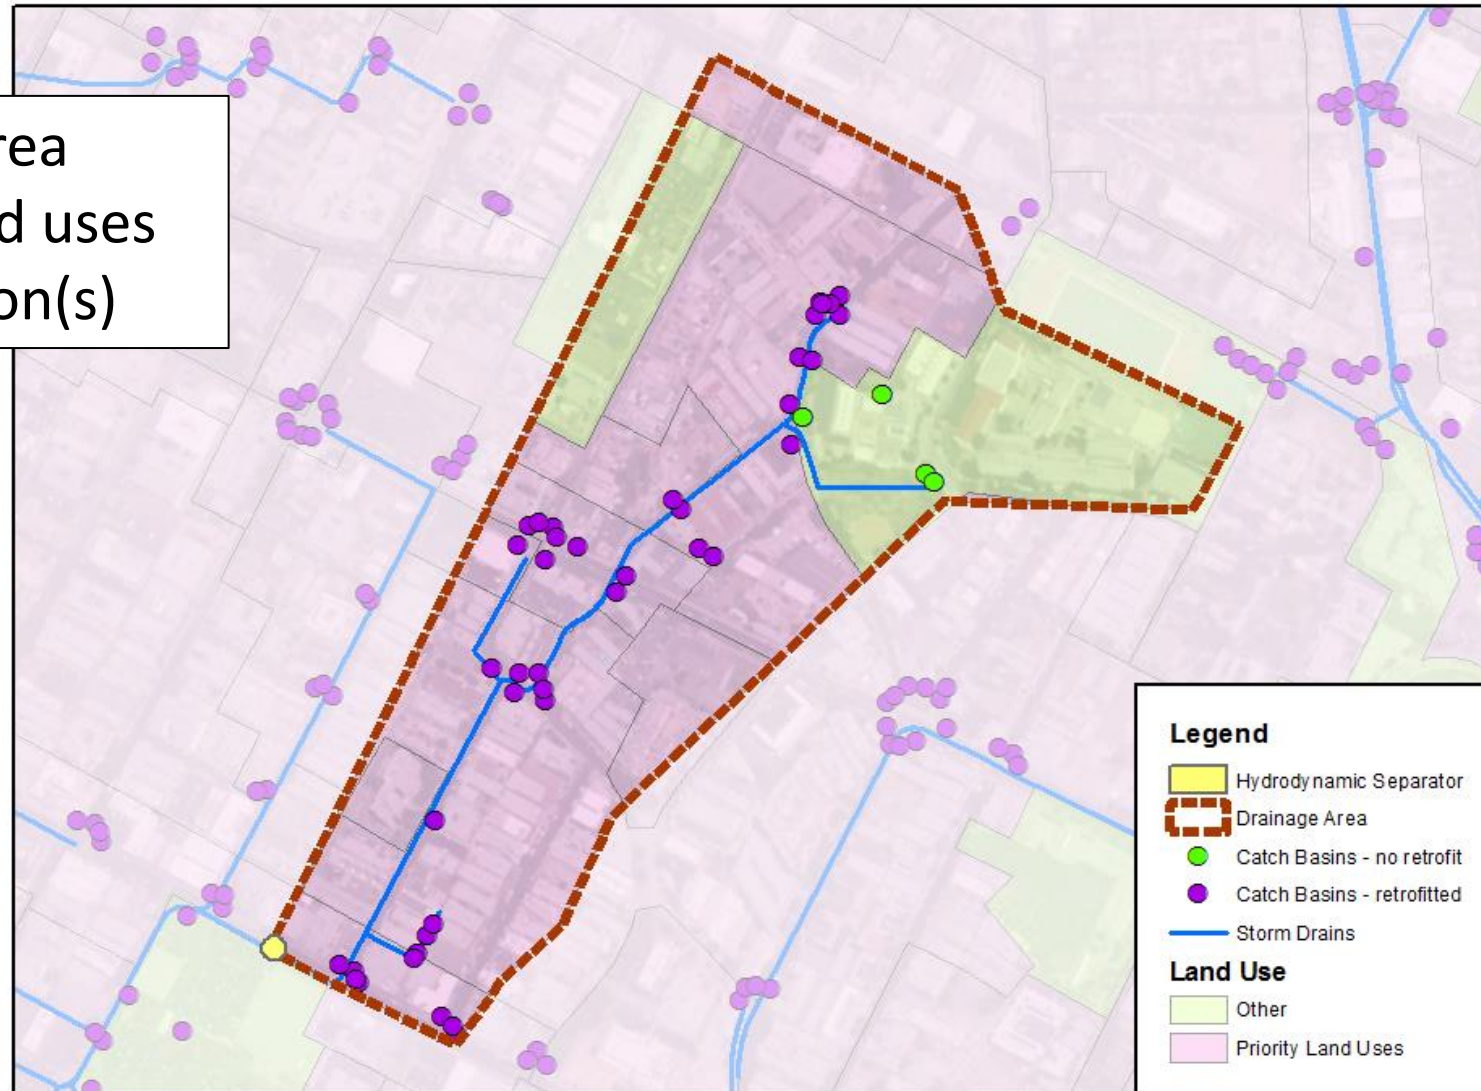 rea
d uses
on(s)
Legend
Hydrodynamic Separator
Drainage Area
Catch Basins - no retrofit
Catch Basins - retrofitted
Storm Drains
Land Use
Other
Priority Land Uses